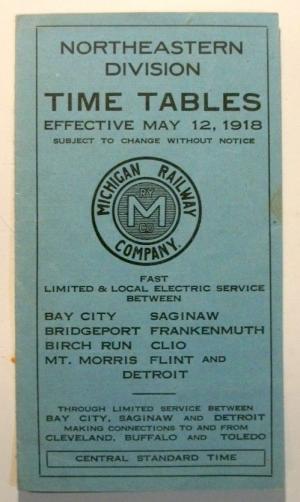 NORTHEASTERN
DIVISION
TIME TABLES
EFFECTIVE MAY 12, 1918
SUBJECT TO CHANGE WITHOUT NOTICE
MICHIGAN RAILWAY
RY
M
CO
COMPANY.
FAST
LIMITED & LOCAL ELECTRIC SERVICE
BETWEEN
BAY CITY SAGINAW
BRIDGEPORT FRANKENMUTH
BIRCH RUN CLIO
MT. MORRIS FLINT AND
DETROIT
THROUGH LIMITED SERVICE BETWEEN
BAY CITY, SAGINAW AND DETROIT
MAKING CONNECTIONS TO AND FROM
CLEVELAND, BUFFALO AND TOLEDO
CENTRAL STANDARD TIME